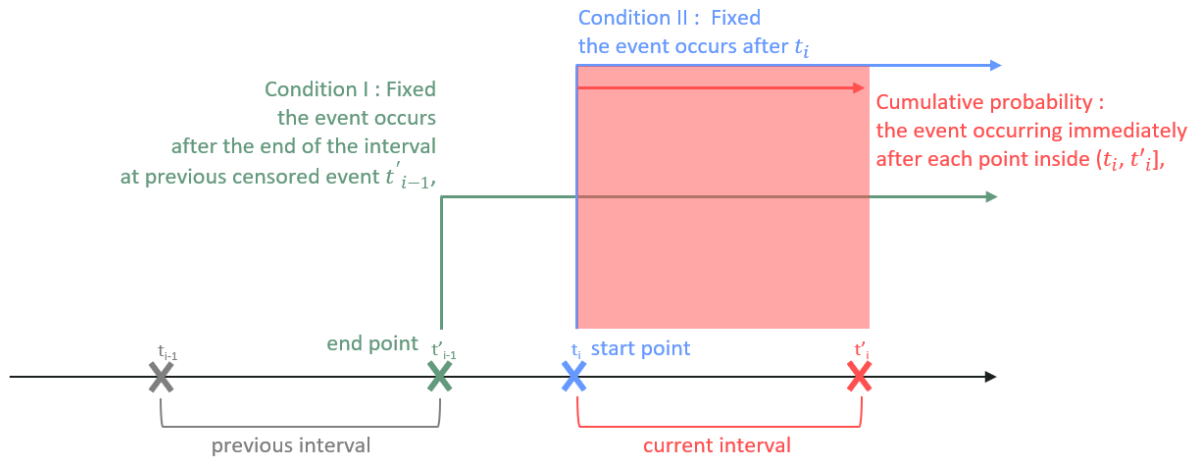 Condition II : Fixed
the event occurs after tᵢ
Condition I : Fixed
the event occurs
after the end of the interval
at previous censored event t'ᵢ₋₁,
Cumulative probability :
the event occurring immediately
after each point inside (tᵢ, t'ᵢ],
end point
tᵢ₋₁
t'ᵢ₋₁
tᵢ
start point
t'ᵢ
previous interval
current interval